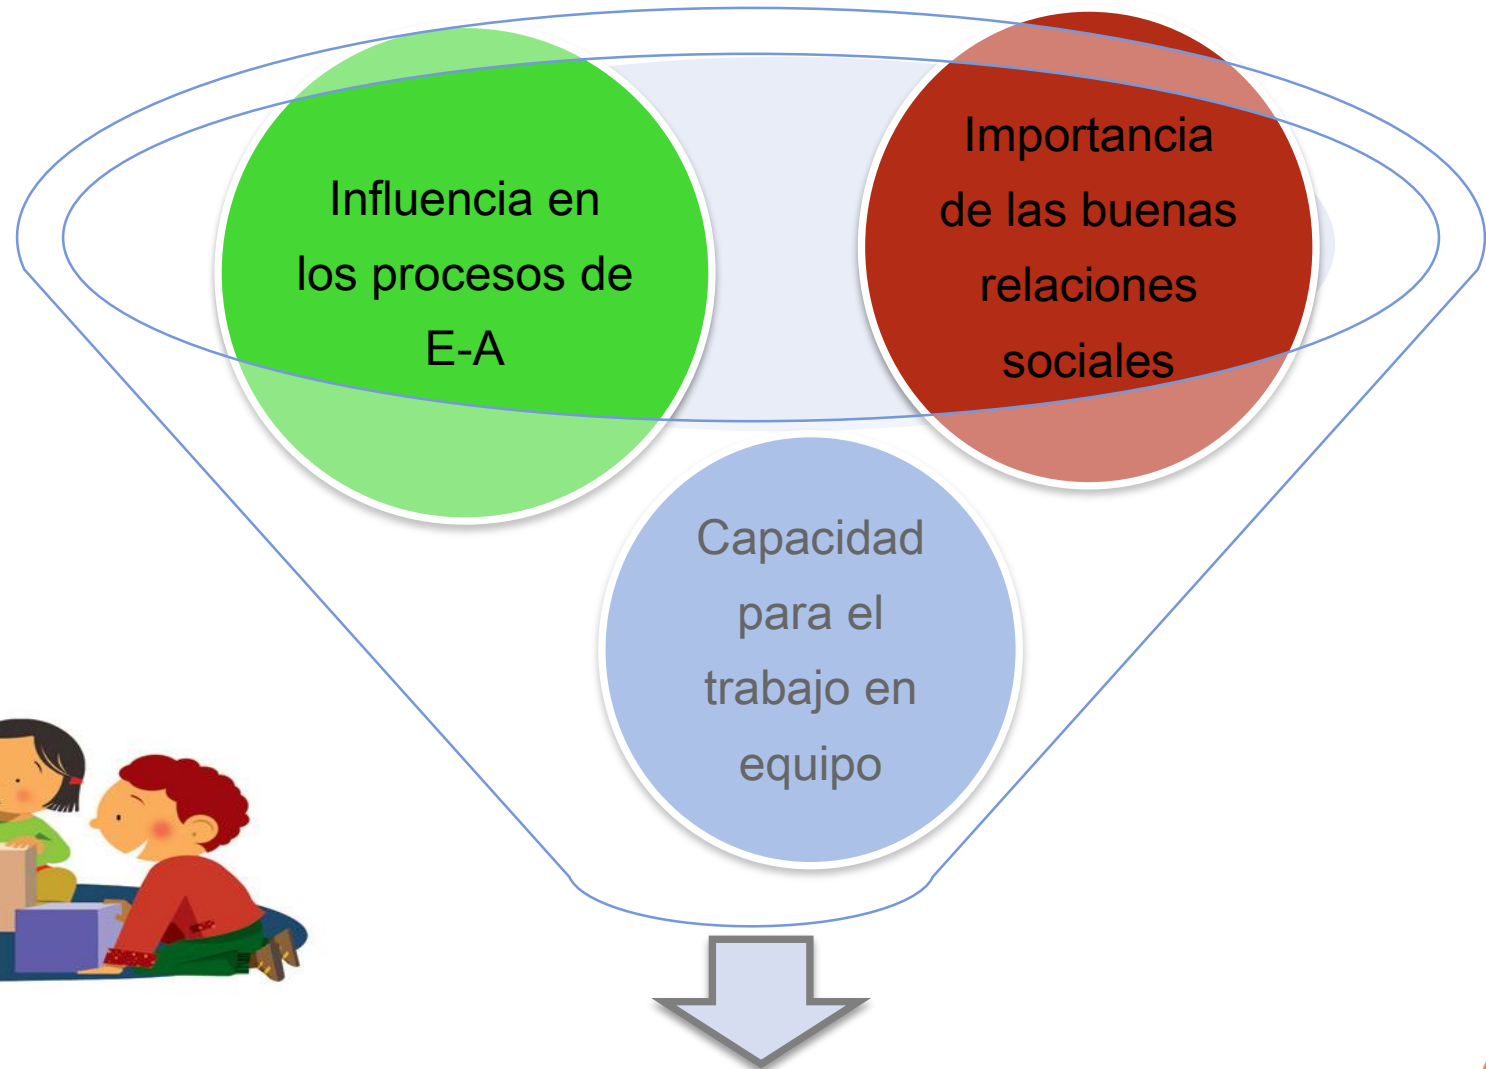 Influencia en
los procesos de
E-A
Importancia
de las buenas
relaciones
sociales
Capacidad
para el
trabajo en
equipo